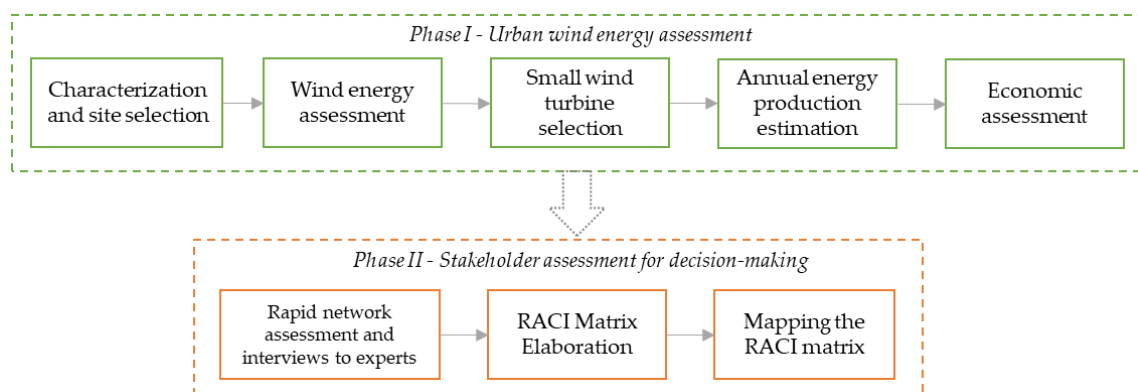 Phase I - Urban wind energy assessment
Characterization
and site selection
Wind energy
assessment
Small wind
turbine
selection
Annual energy
production
estimation
Economic
assessment
Phase II - Stakeholder assessment for decision-making
Rapid network
assessment and
interviews to experts
RACI Matrix
Elaboration
Mapping the
RACI matrix